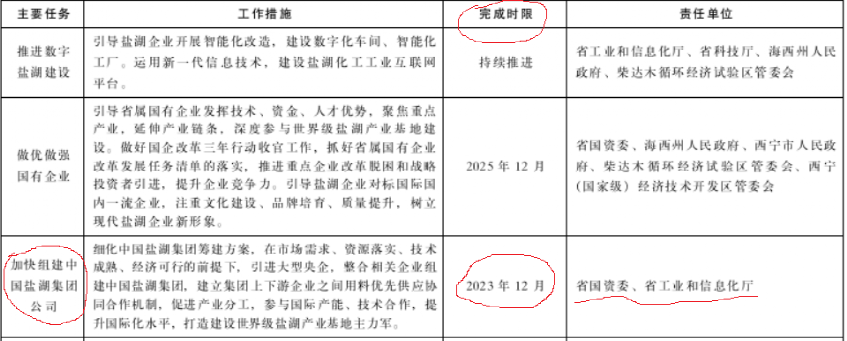 主要任务 工作措施 完成时限 责任单位
推进数字
盐湖建设
引导盐湖企业开展智能化改造，建设数字化车间、智能化
工厂。运用新一代信息技术，建设盐湖化工工业互联网
平台。
持续推进
省工业和信息化厅、省科技厅、海西州人民
政府、柴达木循环经济试验区管委会
做优做强
国有企业
引导省属国有企业发挥技术、资金、人才优势，聚焦重点
产业，延伸产业链条，深度参与世界级盐湖产业基地建
设。做好国企改革三年行动收官工作，抓好省属国有企业
改革发展任务清单的落实，推进重点企业改革脱困和战略
投资者引进，提升企业竞争力。引导盐湖企业对标国际国
内一流企业，注重文化建设、品牌培育、质量提升，树立
现代盐湖企业新形象。
2025 年 12 月
省国资委、海西州人民政府、西宁市人民政
府、柴达木循环经济试验区管委会、西宁
(国家级) 经济技术开发区管委会
加快组建中
国盐湖集团
公司
细化中国盐湖集团筹建方案，在市场需求、资源落实、技术
成熟、经济可行的前提下，引进大型央企，整合相关企业组
建中国盐湖集团，建立集团上下游企业之间用料优先供应协
同合作机制，促进产业分工，参与国际产能、技术合作，提
升国际化水平，打造建设世界级盐湖产业基地主力军。
2023 年 12 月
省国资委、省工业和信息化厅